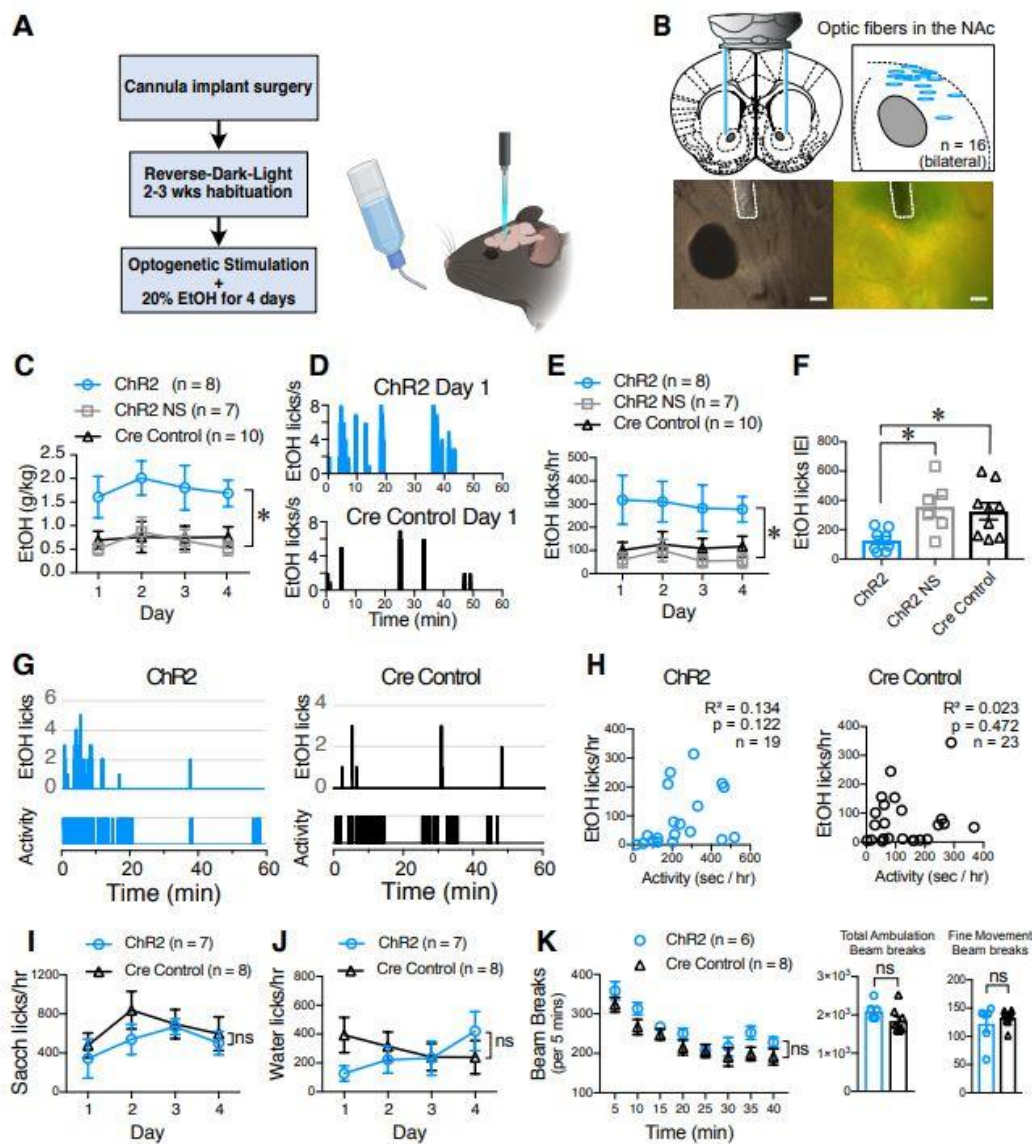 A
Cannula implant surgery
Reverse-Dark-Light
2-3 wks habituation
Optogenetic Stimulation
+
20% EtOH for 4 days
B
Optic fibers in the NAc
n = 16
(bilateral)
C
ChR2 (n = 8)
ChR2 NS (n = 7)
Cre Control (n = 10)
EtOH (g/kg)
2.5
2.0
1.5
1.0
0.5
0.0
*
1 2 3 4
Day
D
ChR2 Day 1
EtOH licks/s
8
4
0
0 10 20 30 40 50 60
Cre Control Day 1
EtOH licks/s
8
4
0
0 10 20 30 40 50 60
Time (min)
E
ChR2 (n = 8)
ChR2 NS (n = 7)
Cre Control (n = 10)
EtOH licks/hr
500
400
300
200
100
0
*
1 2 3 4
Day
F
EtOH licks IEI
800
600
400
200
0
*
*
ChR2
ChR2 NS
Cre Control
G
ChR2
EtOH licks
6
4
2
0
Activity
0 20 40 60
Time (min)
Cre Control
EtOH licks
4
2
0
Activity
0 20 40 60
Time (min)
H
ChR2
R² = 0.134
p = 0.122
n = 19
EtOH licks/hr
400
300
200
100
0
0 200 400 600
Activity (sec / hr)
Cre Control
R² = 0.023
p = 0.472
n = 23
EtOH licks/hr
400
300
200
100
0
0 200 400
Activity (sec / hr)
I
ChR2 (n = 7)
Cre Control (n = 8)
Sacch licks/hr
1200
800
400
0
ns
1 2 3 4
Day
J
ChR2 (n = 7)
Cre Control (n = 8)
Water licks/hr
800
600
400
200
0
ns
1 2 3 4
Day
K
ChR2 (n = 6)
Cre Control (n = 8)
Beam Breaks
(per 5 mins)
400
300
200
100
ns
5 10 15 20 25 30 35 40
Time (min)
Total Ambulation
Beam breaks
ns
3×10³
2×10³
1×10³
0
Fine Movement
Beam breaks
ns
200
150
100
50
0